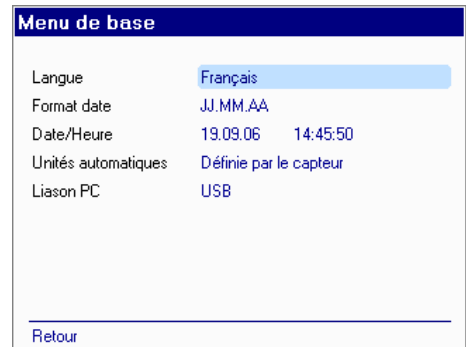 Menu de base
Langue Français
Format date JJ.MM.AA
Date/Heure 19.09.06 14:45:50
Unités automatiques Définie par le capteur
Liason PC USB
Retour